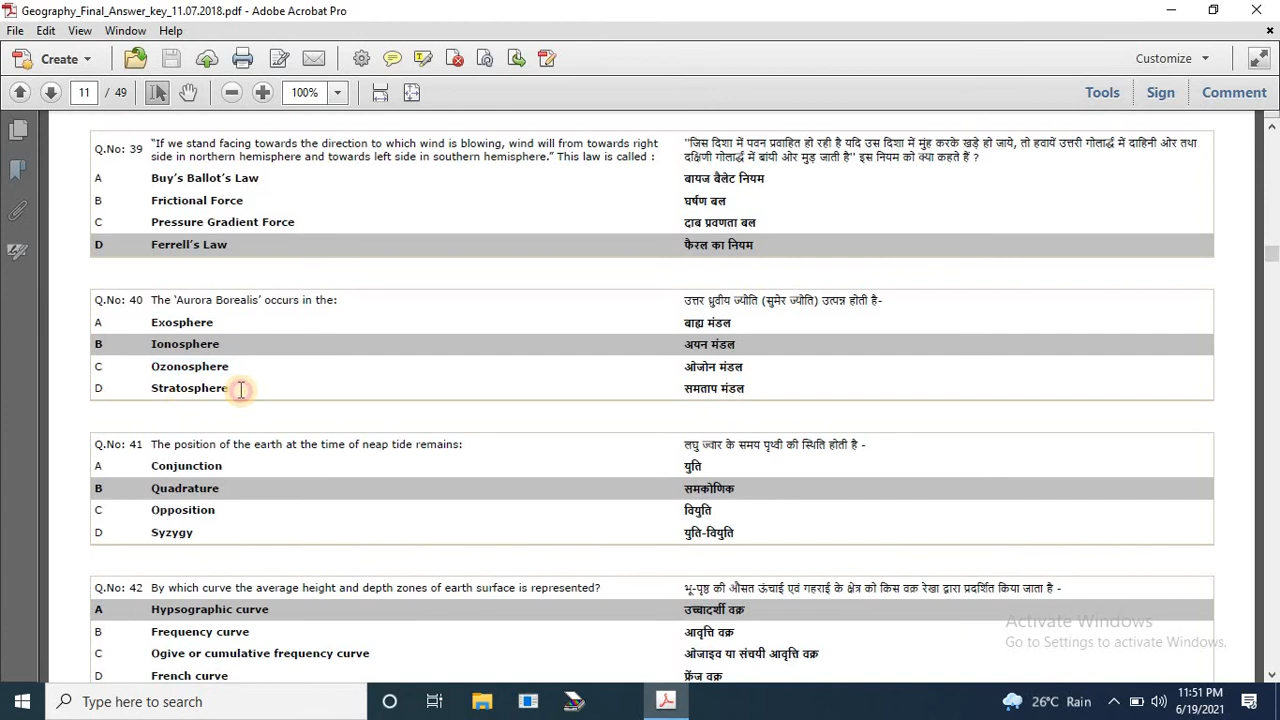 Geography_Final_Answer_key_11.07.2018.pdf - Adobe Acrobat Pro
File Edit View Window Help
Create Customize
11 / 49 100% Tools Sign Comment
Q.No: 39 "If we stand facing towards the direction to which wind is blowing, wind will from towards right "जिस दिशा में पवन प्रवाहित हो रही है यदि उस दिशा में मुंह करके खड़े हो जाये, तो हवायें उत्तरी गोलार्द्ध में दाहिनी ओर तथा
side in northern hemisphere and towards left side in southern hemisphere." This law is called : दक्षिणी गोलार्द्ध में बांयी ओर मुड़ जाती है" इस नियम को क्या कहते हैं ?
A Buy's Ballot's Law बायज बैलेट नियम
B Frictional Force घर्षण बल
C Pressure Gradient Force दाब प्रवणता बल
D Ferrell's Law फैरल का नियम
Q.No: 40 The 'Aurora Borealis' occurs in the: उत्तर ध्रुवीय ज्योति (सुमेर ज्योति) उत्पन्न होती है-
A Exosphere बाह्य मंडल
B Ionosphere अयन मंडल
C Ozonosphere ओजोन मंडल
D Stratosphere समताप मंडल
Q.No: 41 The position of the earth at the time of neap tide remains: लघु ज्वार के समय पृथ्वी की स्थिति होती है -
A Conjunction युति
B Quadrature समकोणिक
C Opposition वियुति
D Syzygy युति-वियुति
Q.No: 42 By which curve the average height and depth zones of earth surface is represented? भू-पृष्ठ की औसत ऊंचाई एवं गहराई के क्षेत्र को किस वक्र रेखा द्वारा प्रदर्शित किया जाता है -
A Hypsographic curve उच्चादर्शी वक्र
B Frequency curve आवृत्ति वक्र
C Ogive or cumulative frequency curve ओजाइव या संचयी आवृत्ति वक्र
D French curve फ्रेंज वक्र
Activate Windows
Go to Settings to activate Windows.
Type here to search 26°C Rain 11:51 PM
6/19/2021